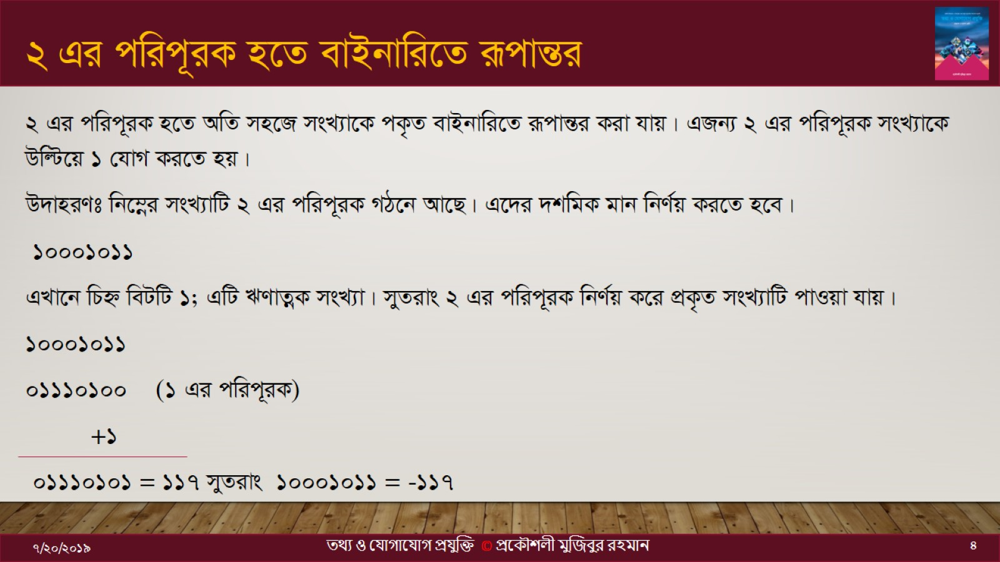 ২ এর পরিপূরক হতে বাইনারিতে রূপান্তর
২ এর পরিপূরক হতে অতি সহজে সংখ্যাকে পকৃত বাইনারিতে রূপান্তর করা যায়। এজন্য ২ এর পরিপূরক সংখ্যাকে
উল্টিয়ে ১ যোগ করতে হয়।
উদাহরণঃ নিম্নের সংখ্যাটি ২ এর পরিপূরক গঠনে আছে। এদের দশমিক মান নির্ণয় করতে হবে।
১০০০১০১১
এখানে চিহ্ন বিটটি ১; এটি ঋণাত্নক সংখ্যা। সুতরাং ২ এর পরিপূরক নির্ণয় করে প্রকৃত সংখ্যাটি পাওয়া যায়।
১০০০১০১১
০১১১০১০০ (১ এর পরিপূরক)
+১
০১১১০১০১ = ১১৭ সুতরাং ১০০০১০১১ = -১১৭
৭/২০/২০১৯
তথ্য ও যোগাযোগ প্রযুক্তি © প্রকৌশলী মুজিবুর রহমান
৪